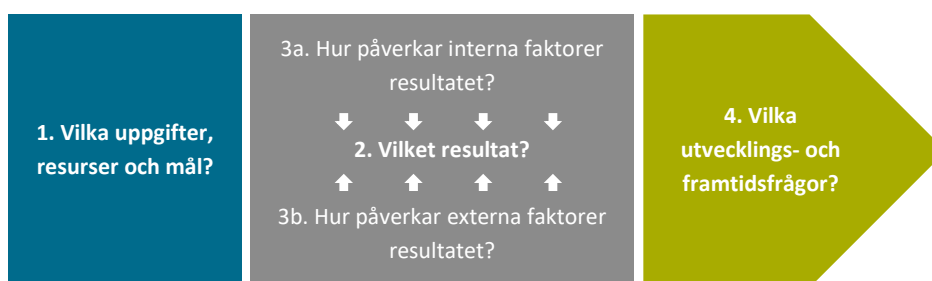 1. Vilka uppgifter,
resurser och mål?
3a. Hur påverkar interna faktorer
resultatet?
2. Vilket resultat?
3b. Hur påverkar externa faktorer
resultatet?
4. Vilka
utvecklings- och
framtidsfrågor?